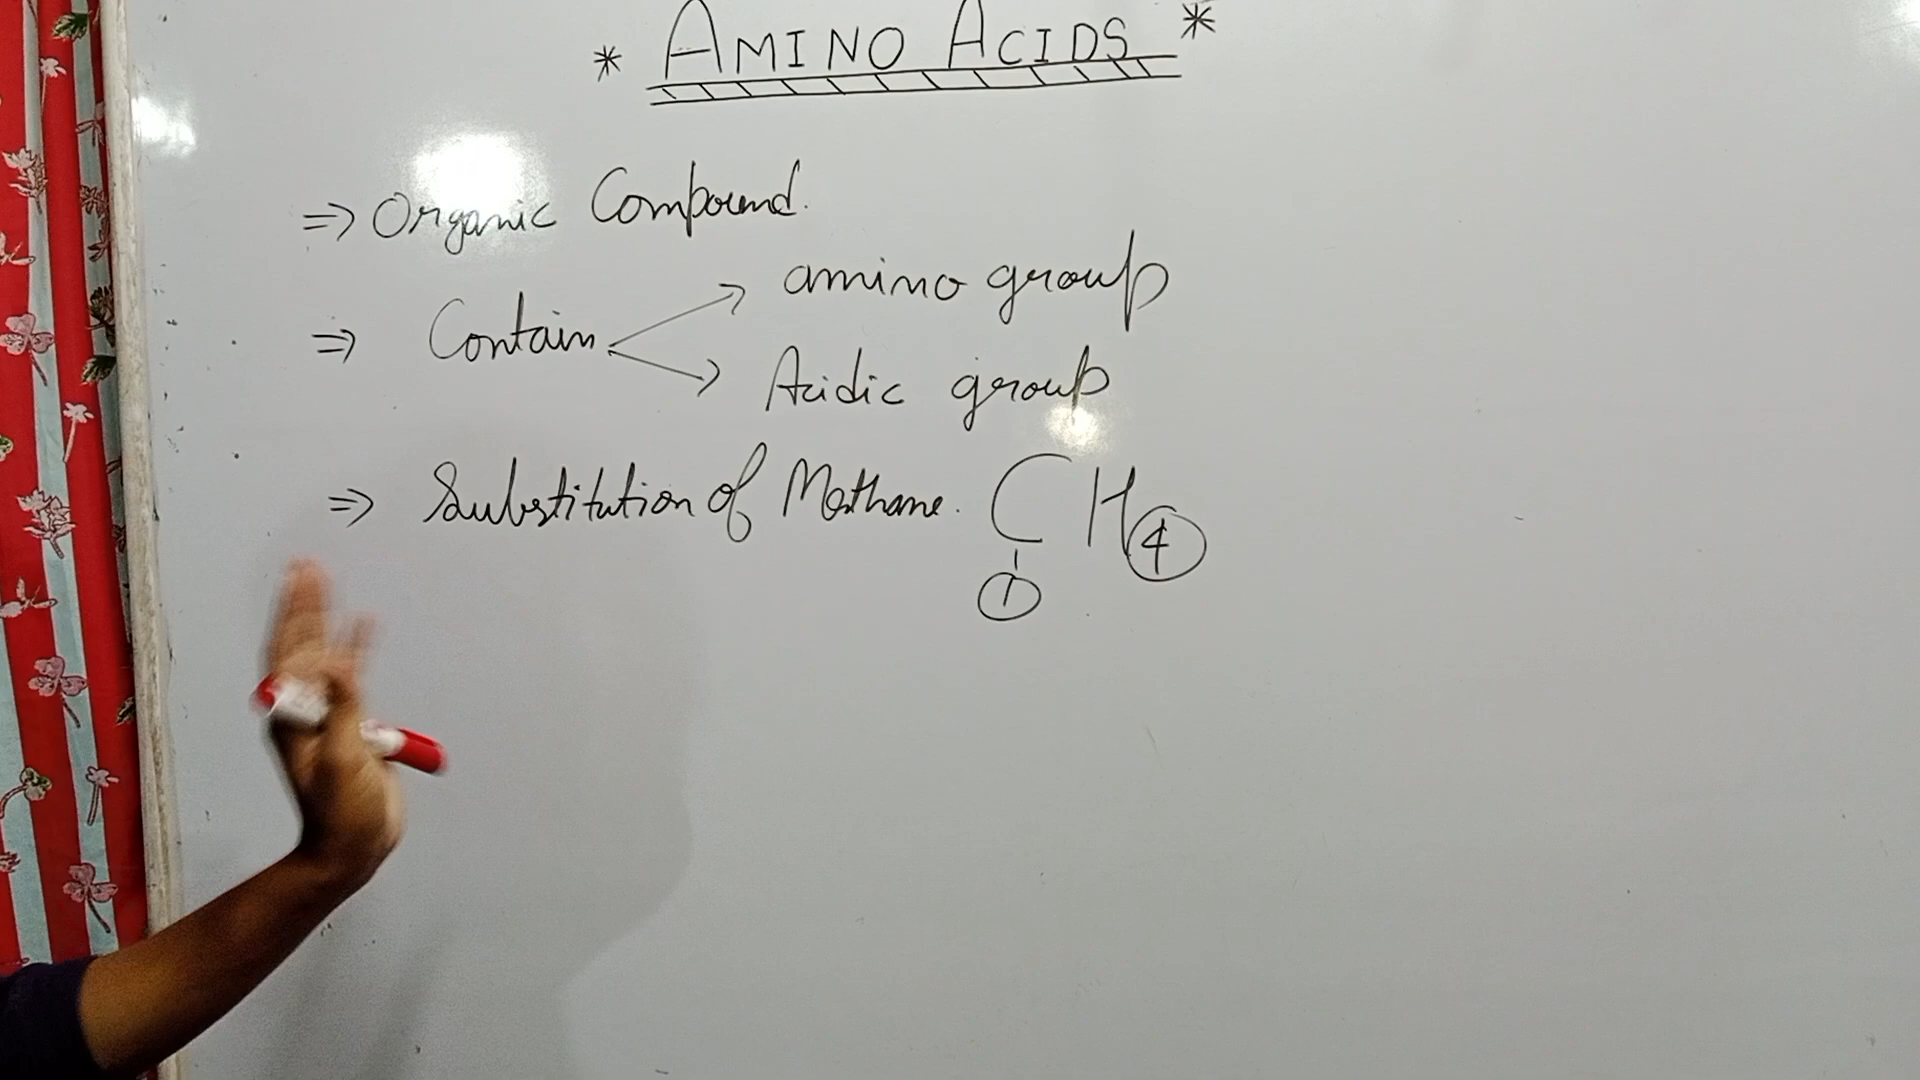 * AMINO ACIDS *
⇒ Organic Compound.
amino group
⇒ Contain
Acidic group
⇒ Substitution of Methane. CH4
1